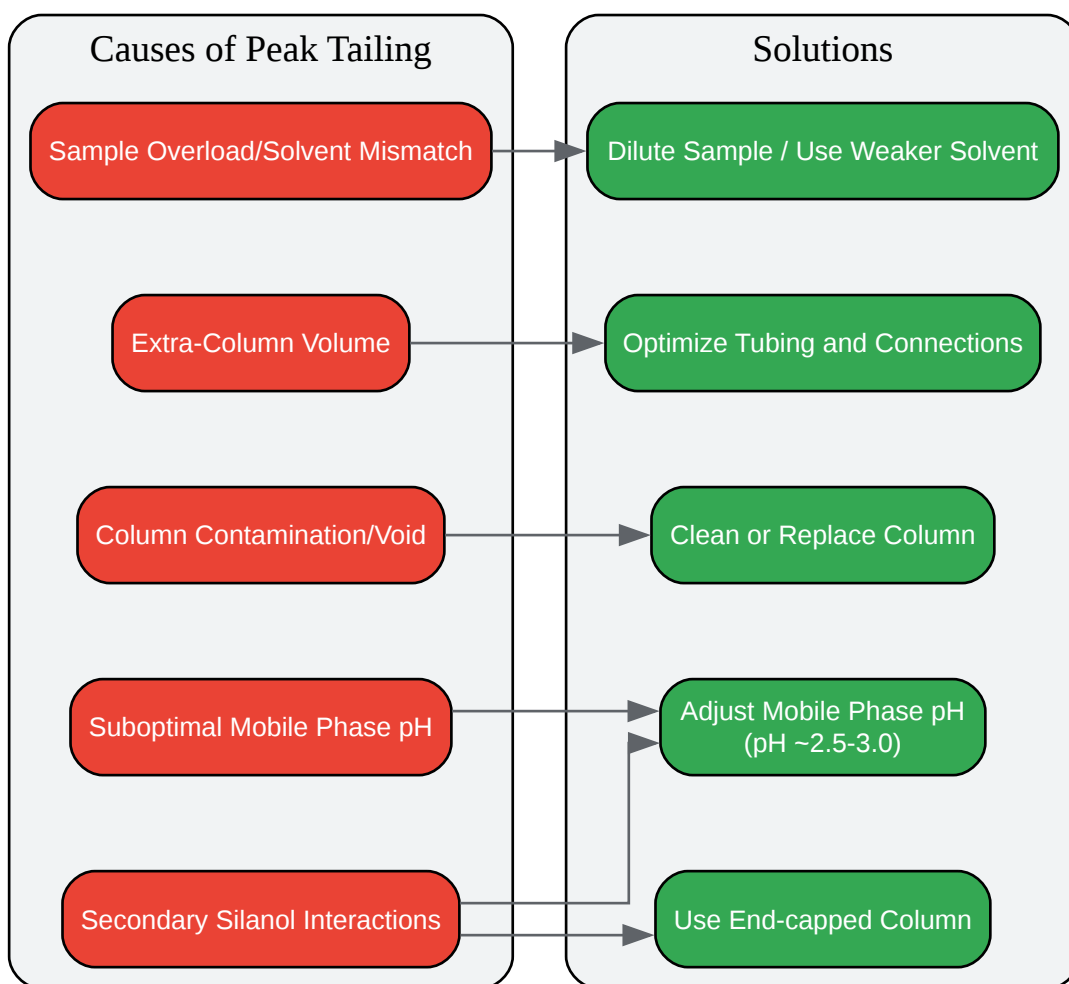 Causes of Peak Tailing
Solutions
Sample Overload/Solvent Mismatch
Dilute Sample / Use Weaker Solvent
Extra-Column Volume
Optimize Tubing and Connections
Column Contamination/Void
Clean or Replace Column
Suboptimal Mobile Phase pH
Adjust Mobile Phase pH
(pH ~2.5-3.0)
Secondary Silanol Interactions
Use End-capped Column